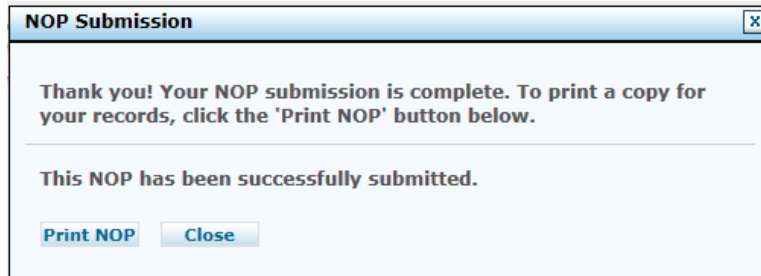 NOP Submission
x
Thank you! Your NOP submission is complete. To print a copy for
your records, click the 'Print NOP' button below.
This NOP has been successfully submitted.
Print NOP Close